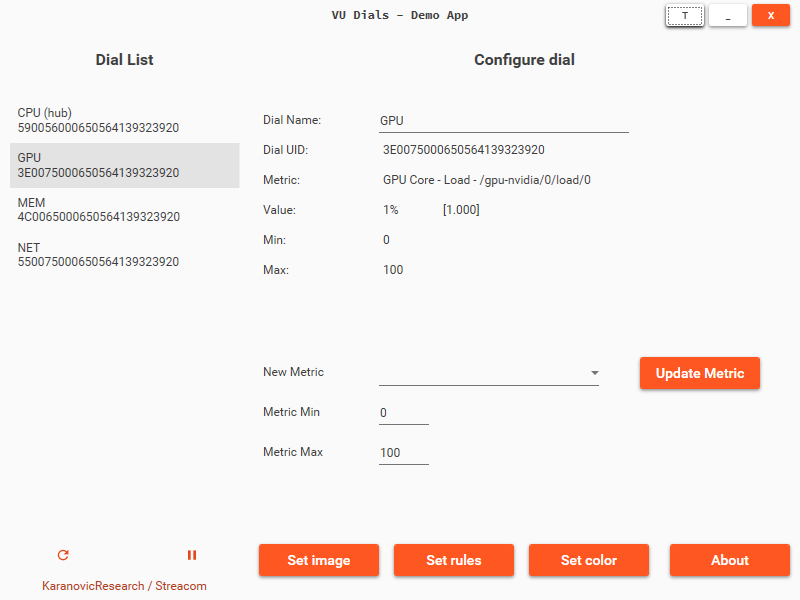 VU Dials - Demo App
T
_
X
Dial List
Configure dial
CPU (hub)
590056000650564139323920
GPU
3E0075000650564139323920
MEM
4C0065000650564139323920
NET
550075000650564139323920
Dial Name: GPU
Dial UID: 3E0075000650564139323920
Metric: GPU Core - Load - /gpu-nvidia/0/load/0
Value: 1% [1.000]
Min: 0
Max: 100
New Metric
Update Metric
Metric Min 0
Metric Max 100
Set image
Set rules
Set color
About
KaranovicResearch / Streacom